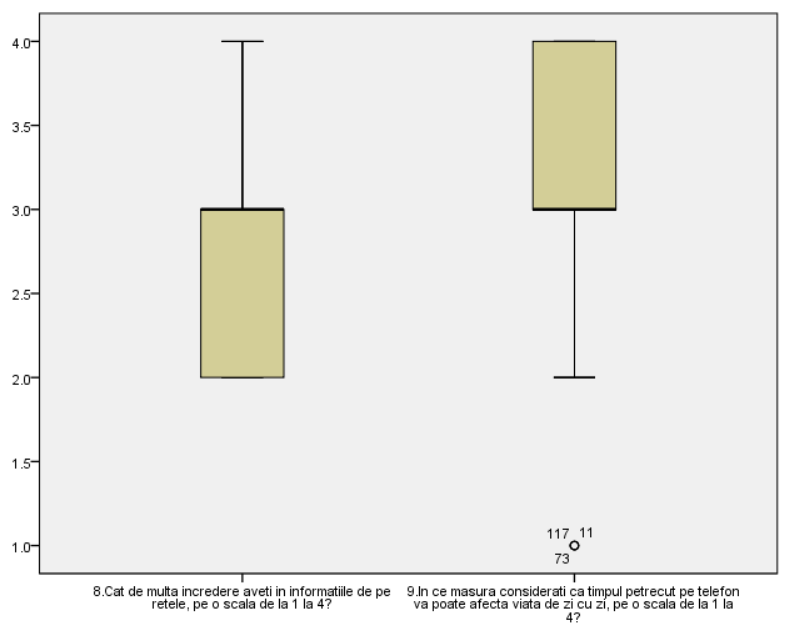 4.0
3.5
3.0
2.5
2.0
1.5
1.0
117 11
73
8.Cat de multa incredere aveti in informatiile de pe
retele, pe o scala de la 1 la 4?
9.In ce masura considerati ca timpul petrecut pe telefon
va poate afecta viata de zi cu zi, pe o scala de la 1 la
4?